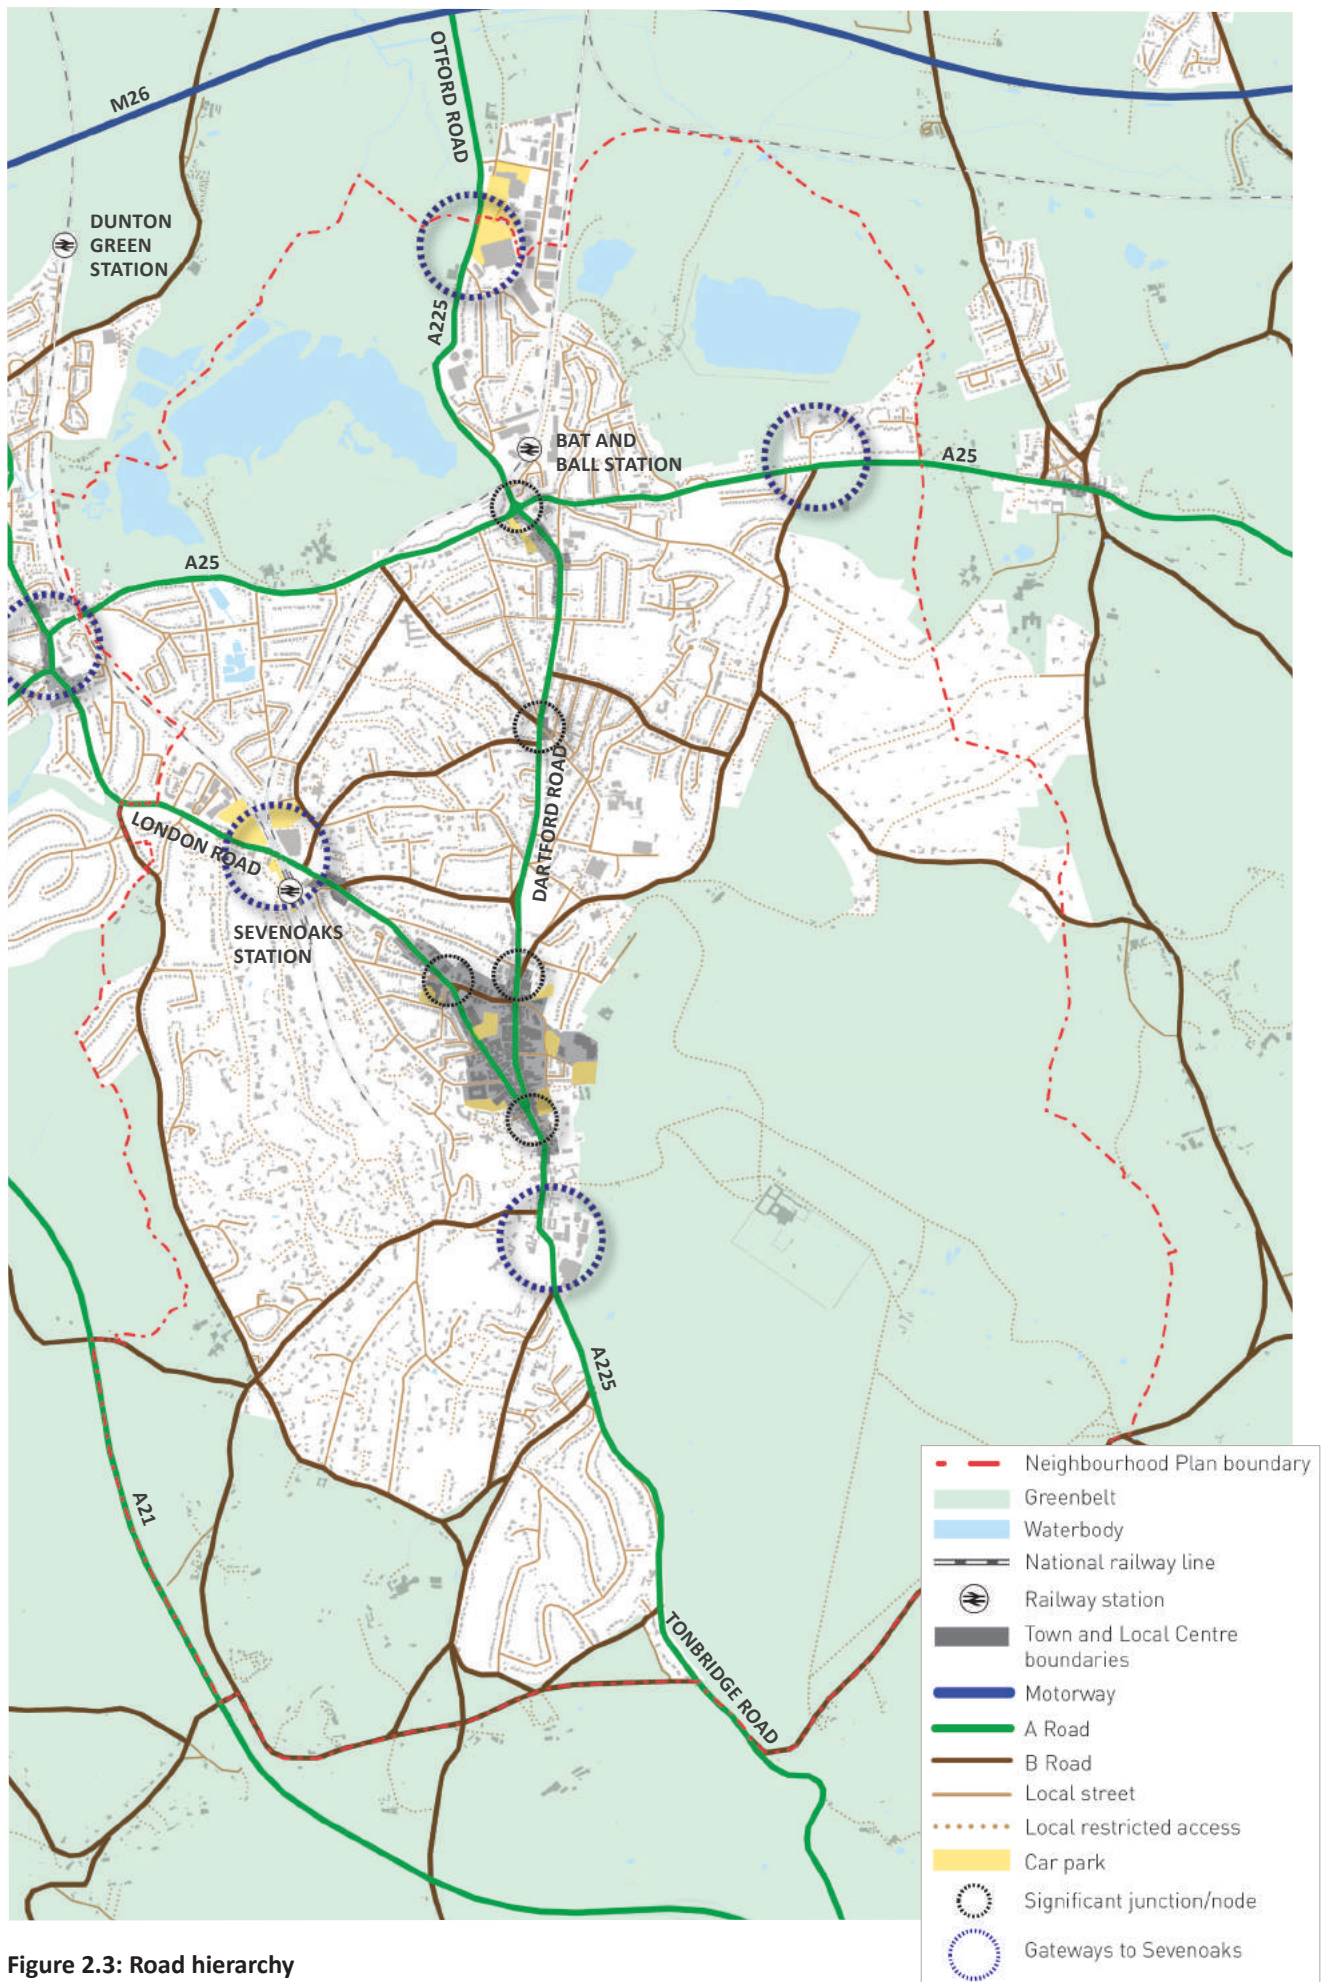 M26
OTFORD ROAD
DUNTON
GREEN
STATION
A225
BAT AND
BALL STATION
A25
A25
LONDON ROAD
DARTFORD ROAD
SEVENOAKS
STATION
A225
A21
TONBRIDGE ROAD
Neighbourhood Plan boundary
Greenbelt
Waterbody
National railway line
Railway station
Town and Local Centre
boundaries
Motorway
A Road
B Road
Local street
Local restricted access
Car park
Significant junction/node
Gateways to Sevenoaks
Figure 2.3: Road hierarchy